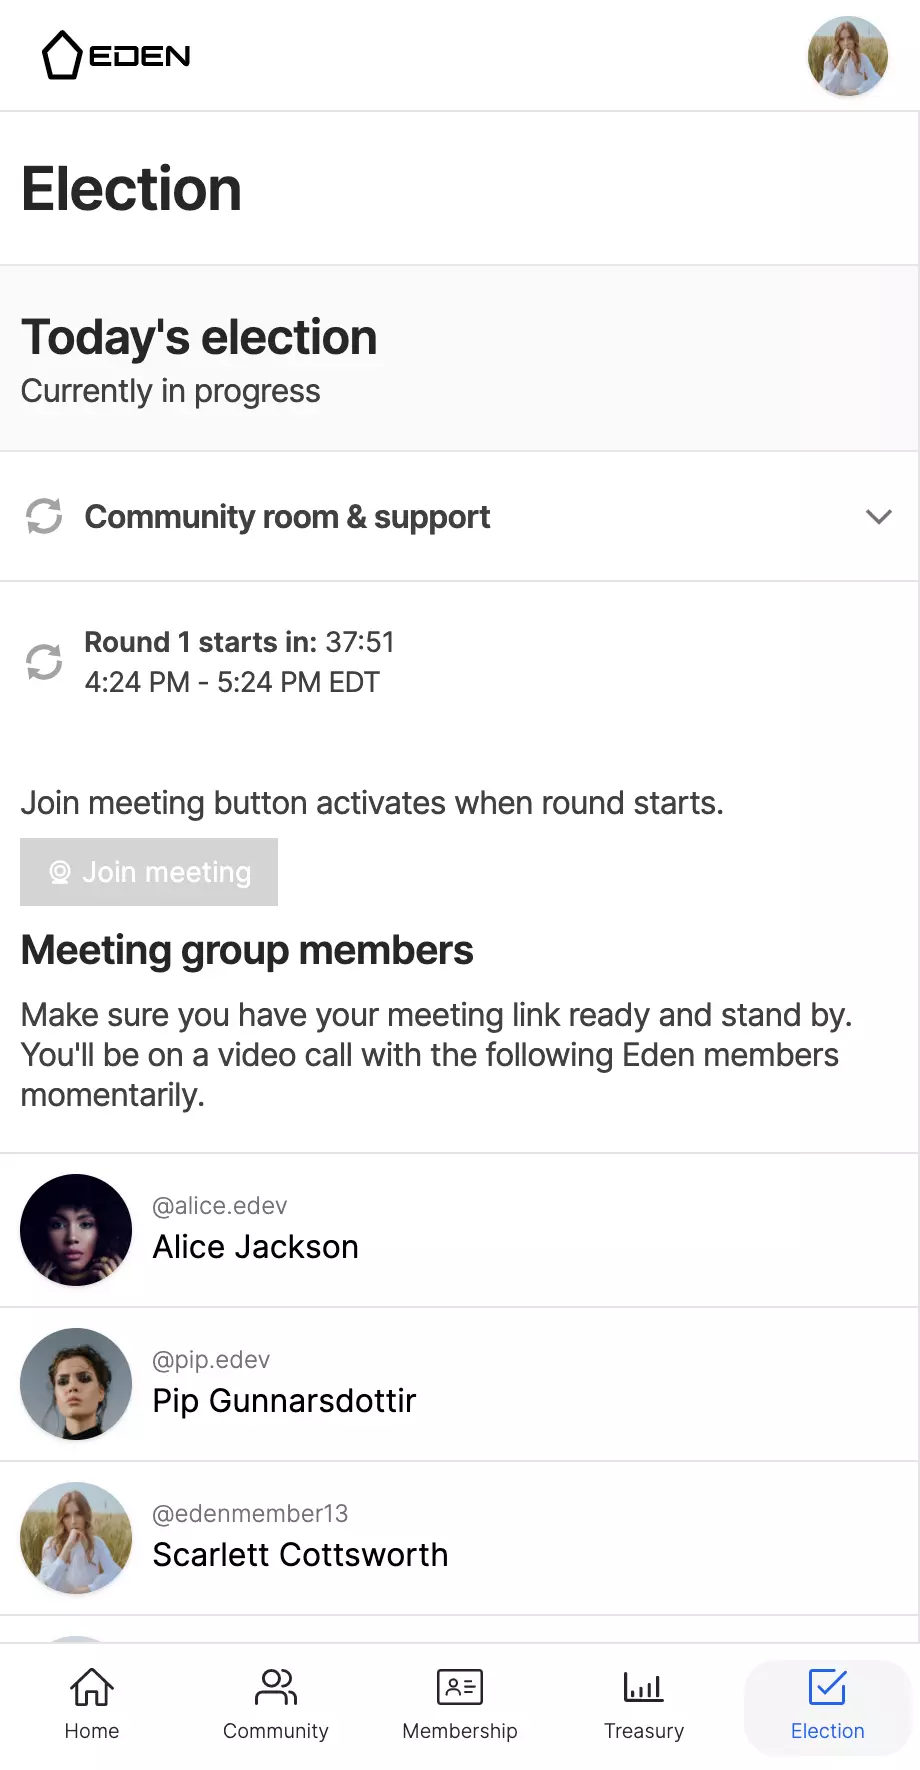 EDEN
Election
Today's election
Currently in progress
Community room & support
Round 1 starts in: 37:51
4:24 PM - 5:24 PM EDT
Join meeting button activates when round starts.
Join meeting
Meeting group members
Make sure you have your meeting link ready and stand by.
You'll be on a video call with the following Eden members
momentarily.
@alice.edev
Alice Jackson
@pip.edev
Pip Gunnarsdottir
@edenmember13
Scarlett Cottsworth
Home
Community
Membership
Treasury
Election